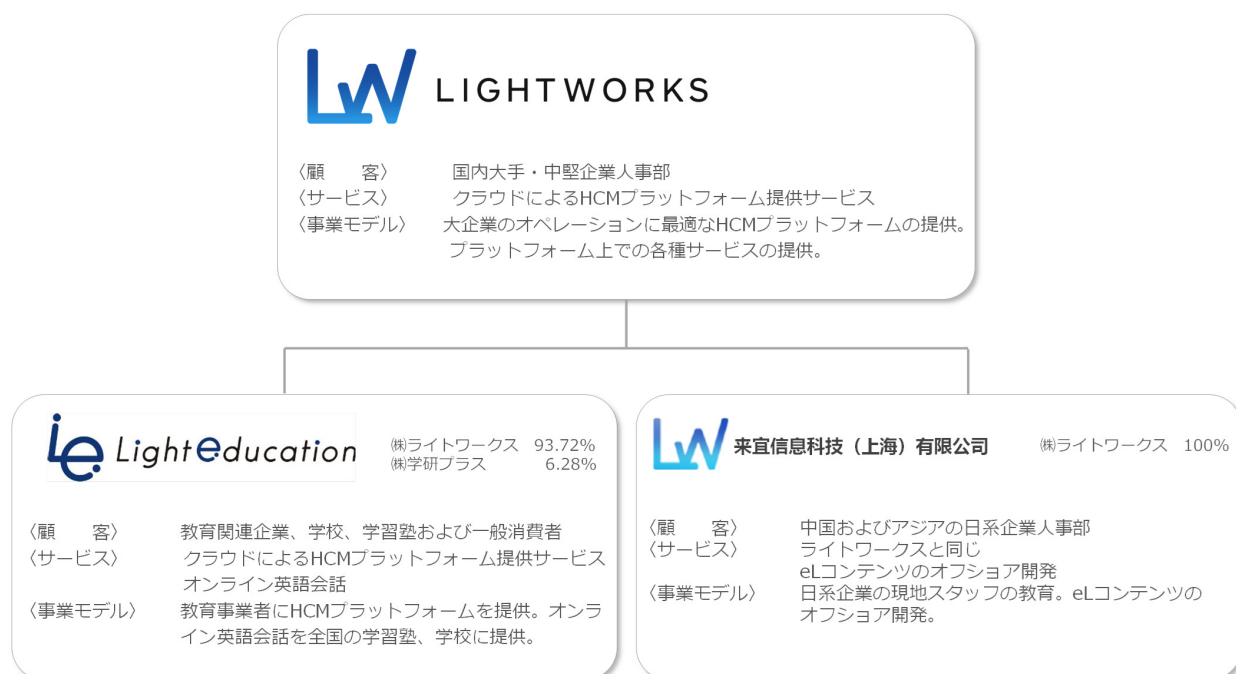 LW LIGHTWORKS
〈顧　客〉 国内大手・中堅企業人事部
〈サービス〉 クラウドによるHCMプラットフォーム提供サービス
〈事業モデル〉 大企業のオペレーションに最適なHCMプラットフォームの提供。
プラットフォーム上での各種サービスの提供。
le Lighteducation
㈱ライトワークス 93.72%
㈱学研プラス 6.28%
〈顧　客〉 教育関連企業、学校、学習塾および一般消費者
〈サービス〉 クラウドによるHCMプラットフォーム提供サービス
オンライン英語会話
〈事業モデル〉 教育事業者にHCMプラットフォームを提供。オンラ
イン英語会話を全国の学習塾、学校に提供。
LW 来宜信息科技（上海）有限公司 ㈱ライトワークス 100%
〈顧　客〉 中国およびアジアの日系企業人事部
〈サービス〉 ライトワークスと同じ
eLコンテンツのオフショア開発
〈事業モデル〉 日系企業の現地スタッフの教育。eLコンテンツの
オフショア開発。